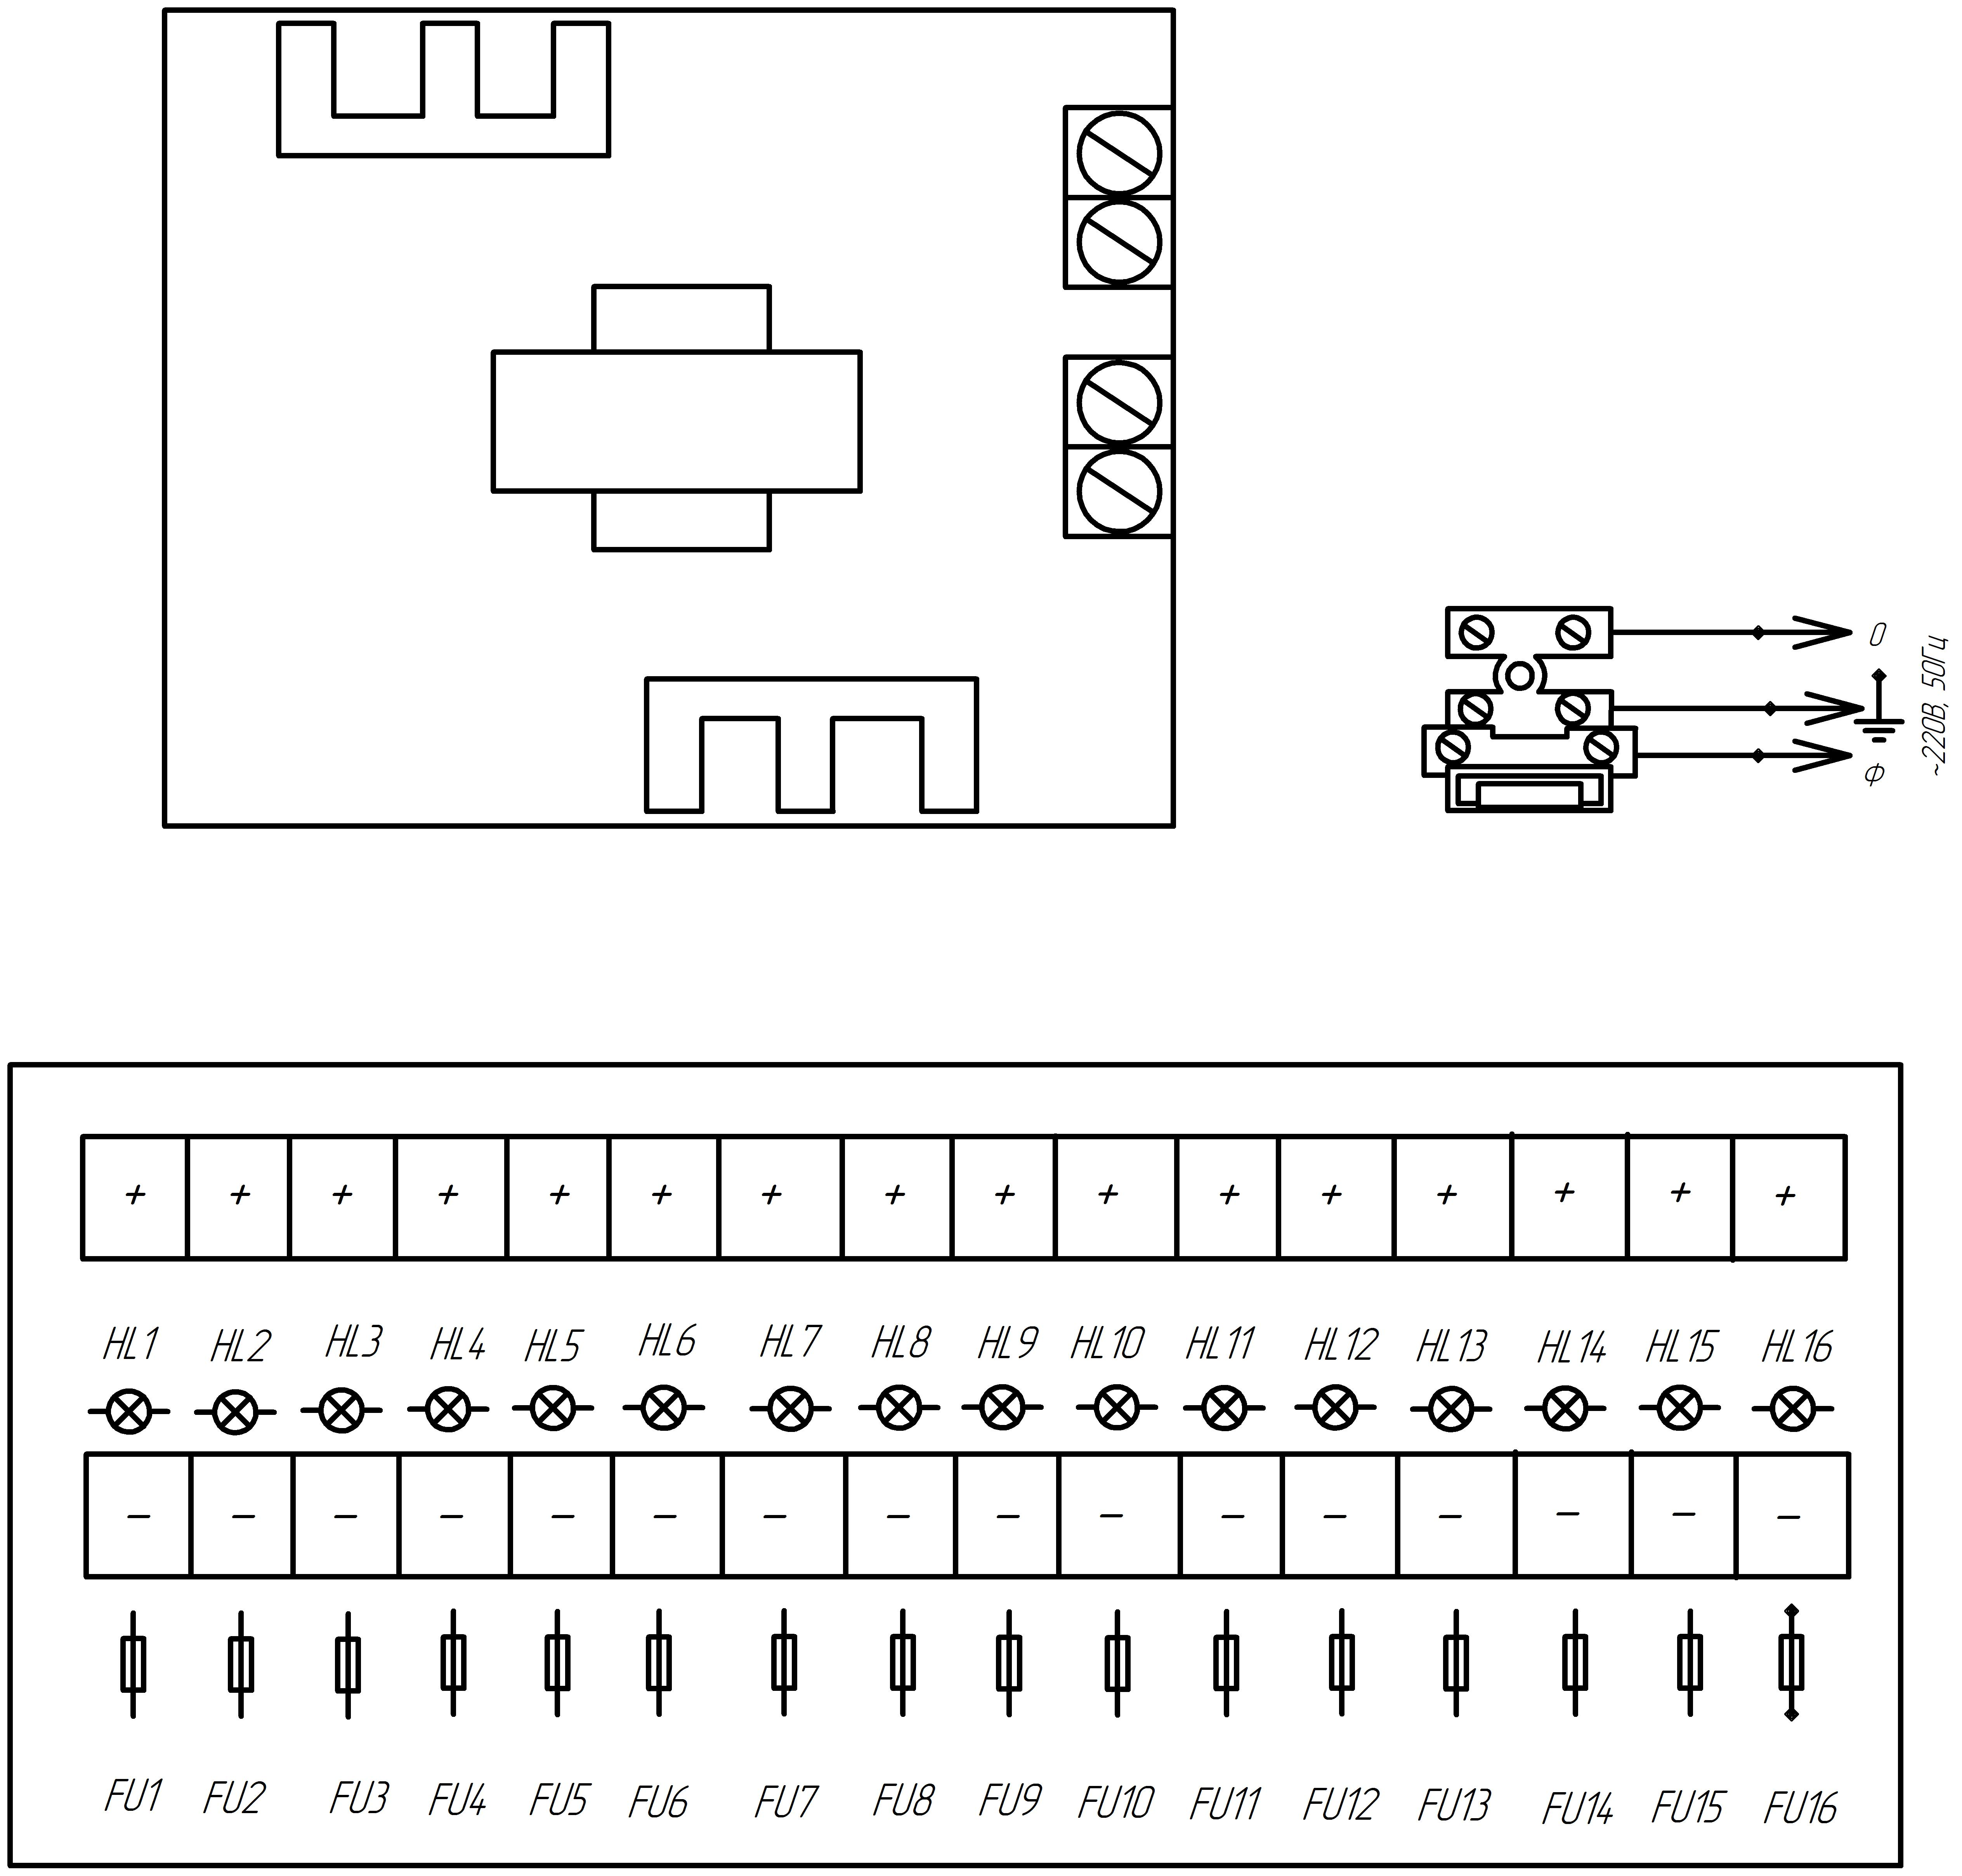 0
~220В, 50Гц
Ф
+ + + + + + + + + + + + + + + +
HL1 HL2 HL3 HL4 HL5 HL6 HL7 HL8 HL9 HL10 HL11 HL12 HL13 HL14 HL15 HL16
− − − − − − − − − − − − − − − −
FU1 FU2 FU3 FU4 FU5 FU6 FU7 FU8 FU9 FU10 FU11 FU12 FU13 FU14 FU15 FU16